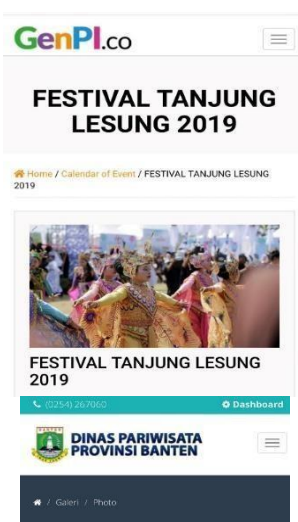 GenPI.co
FESTIVAL TANJUNG
LESUNG 2019
Home / Calendar of Event / FESTIVAL TANJUNG LESUNG
2019
FESTIVAL TANJUNG LESUNG
2019
(0254) 267060 Dashboard
DINAS PARIWISATA
PROVINSI BANTEN
/ Galeri / Photo